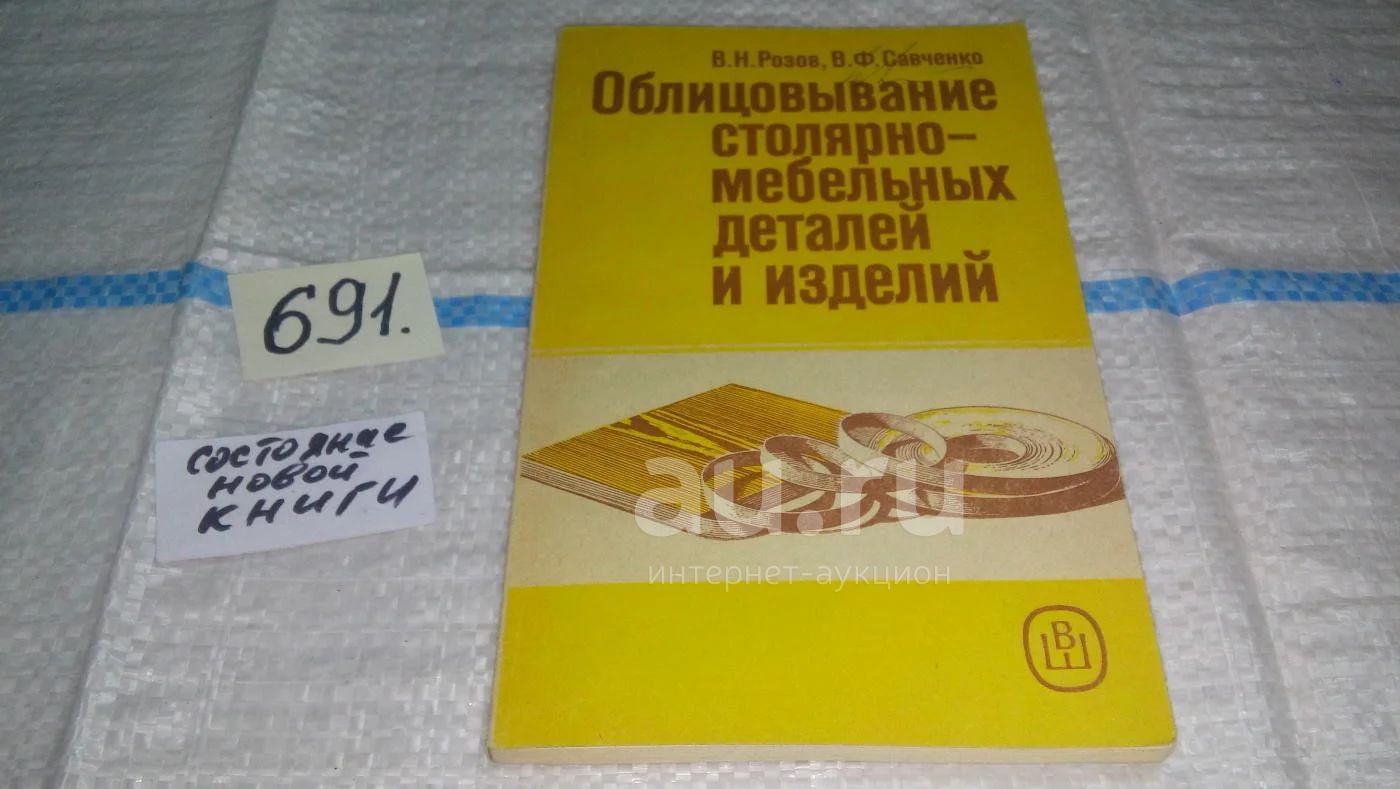 В.Н.Розов, В.Ф.Савченко
Облицовывание
столярно-
мебельных
деталей
и изделий
691.
состояние
новой
книги
au.ru
интернет-аукцион
ВШ